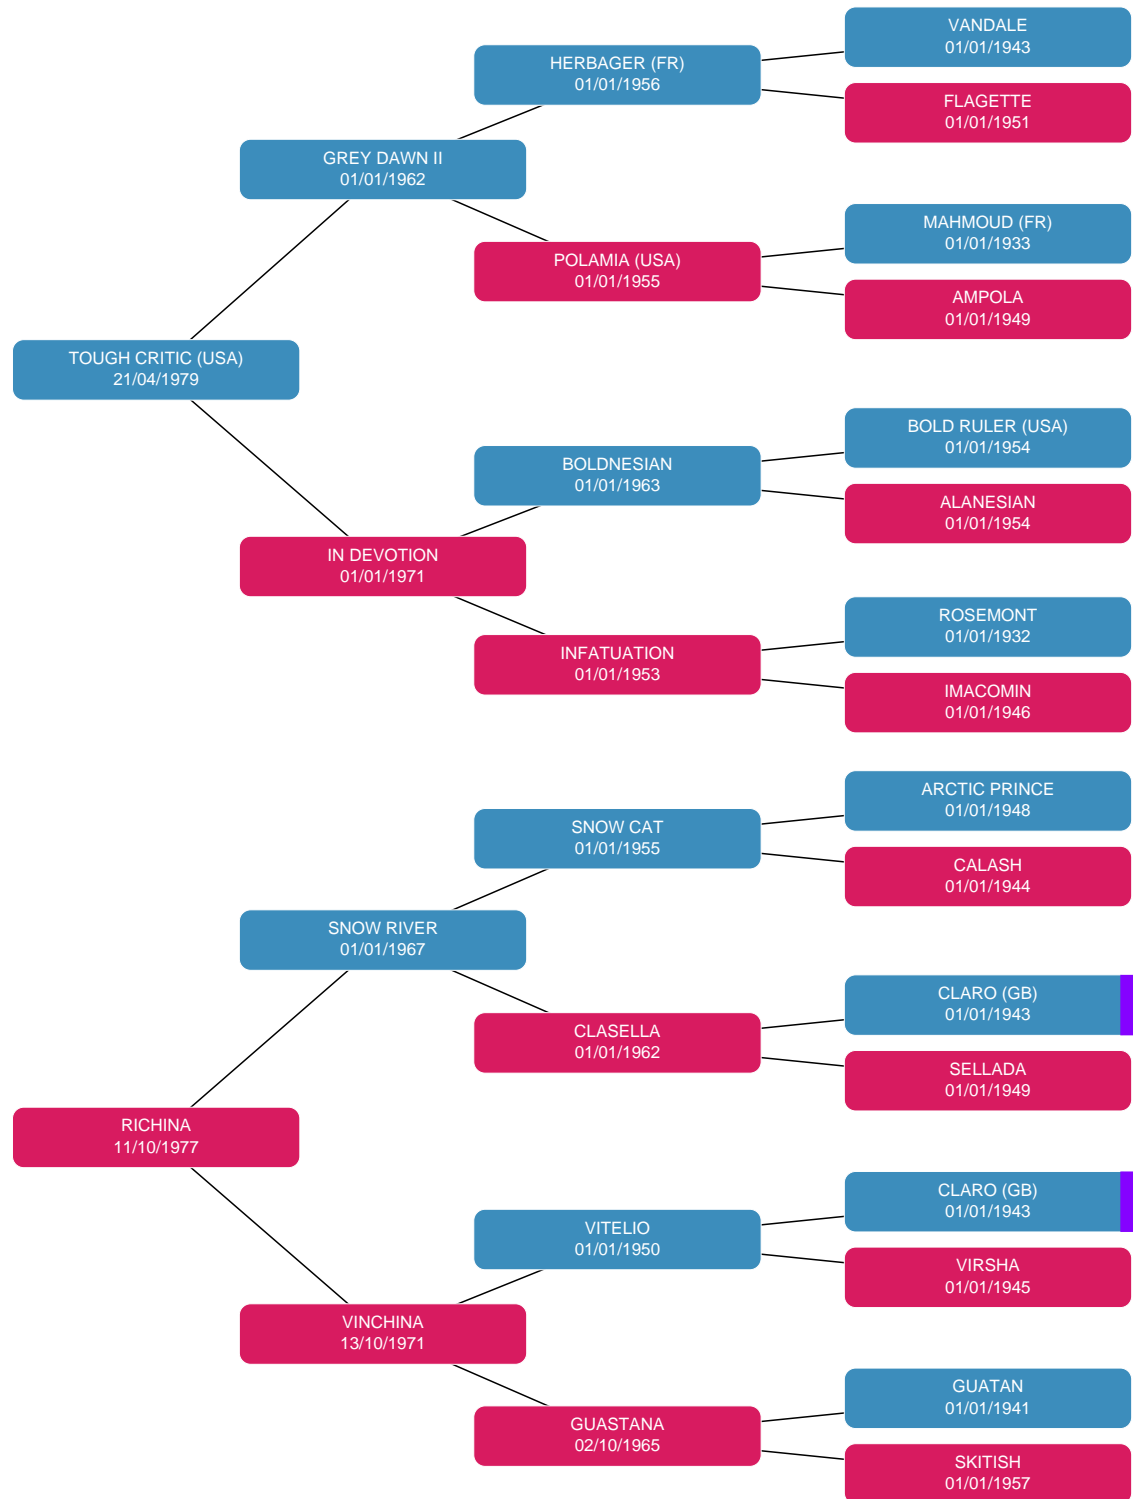 VANDALE
01/01/1943
HERBAGER (FR)
01/01/1956
FLAGETTE
01/01/1951
GREY DAWN II
01/01/1962
MAHMOUD (FR)
01/01/1933
POLAMIA (USA)
01/01/1955
AMPOLA
01/01/1949
TOUGH CRITIC (USA)
21/04/1979
BOLD RULER (USA)
01/01/1954
BOLDNESIAN
01/01/1963
ALANESIAN
01/01/1954
IN DEVOTION
01/01/1971
ROSEMONT
01/01/1932
INFATUATION
01/01/1953
IMACOMIN
01/01/1946
ARCTIC PRINCE
01/01/1948
SNOW CAT
01/01/1955
CALASH
01/01/1944
SNOW RIVER
01/01/1967
CLARO (GB)
01/01/1943
CLASELLA
01/01/1962
SELLADA
01/01/1949
RICHINA
11/10/1977
CLARO (GB)
01/01/1943
VITELIO
01/01/1950
VIRSHA
01/01/1945
VINCHINA
13/10/1971
GUATAN
01/01/1941
GUASTANA
02/10/1965
SKITISH
01/01/1957